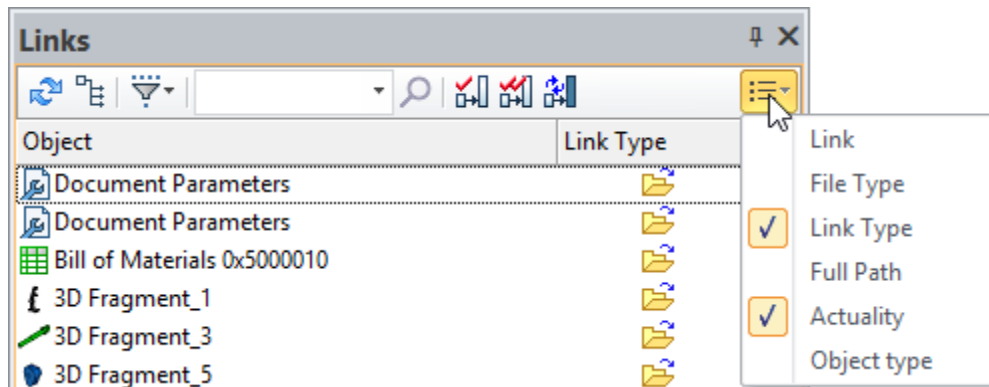 Links
Object Link Type
Document Parameters
Document Parameters
Bill of Materials 0x5000010
3D Fragment_1
3D Fragment_3
3D Fragment_5
Link
File Type
Link Type
Full Path
Actuality
Object type